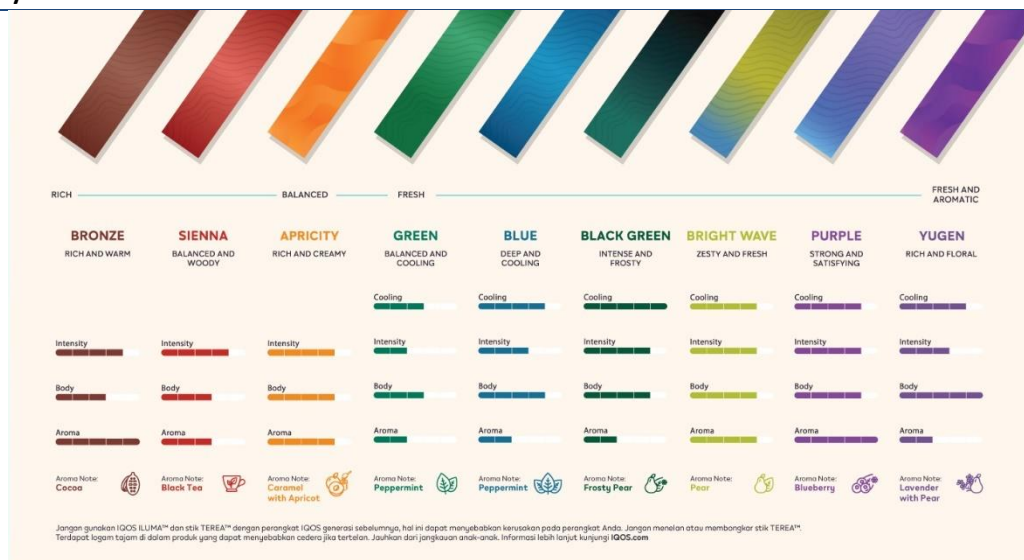 RICH
BALANCED
FRESH
FRESH AND
AROMATIC
BRONZE
RICH AND WARM
SIENNA
BALANCED AND
WOODY
APRICITY
RICH AND CREAMY
GREEN
BALANCED AND
COOLING
BLUE
DEEP AND
COOLING
BLACK GREEN
INTENSE AND
FROSTY
BRIGHT WAVE
ZESTY AND FRESH
PURPLE
STRONG AND
SATISFYING
YUGEN
RICH AND FLORAL
Cooling Cooling Cooling Cooling Cooling Cooling
Intensity Intensity Intensity Intensity Intensity Intensity Intensity Intensity Intensity
Body Body Body Body Body Body Body Body Body
Aroma Aroma Aroma Aroma Aroma Aroma Aroma Aroma Aroma
Aroma Note:
Cocoa
Aroma Note:
Black Tea
Aroma Note:
Caramel
with Apricot
Aroma Note:
Peppermint
Aroma Note:
Peppermint
Aroma Note:
Frosty Pear
Aroma Note:
Pear
Aroma Note:
Blueberry
Aroma Note:
Lavender
with Pear
Jangan gunakan IQOS ILUMA™ dan stik TEREA™ dengan perangkat IQOS generasi sebelumnya, hal ini dapat menyebabkan kerusakan pada perangkat Anda. Jangan menelan atau membongkar stik TEREA™.
Terdapat logam tajam di dalam produk yang dapat menyebabkan cedera jika tertelan. Jauhkan dari jangkauan anak-anak. Informasi lebih lanjut kunjungi IQOS.com